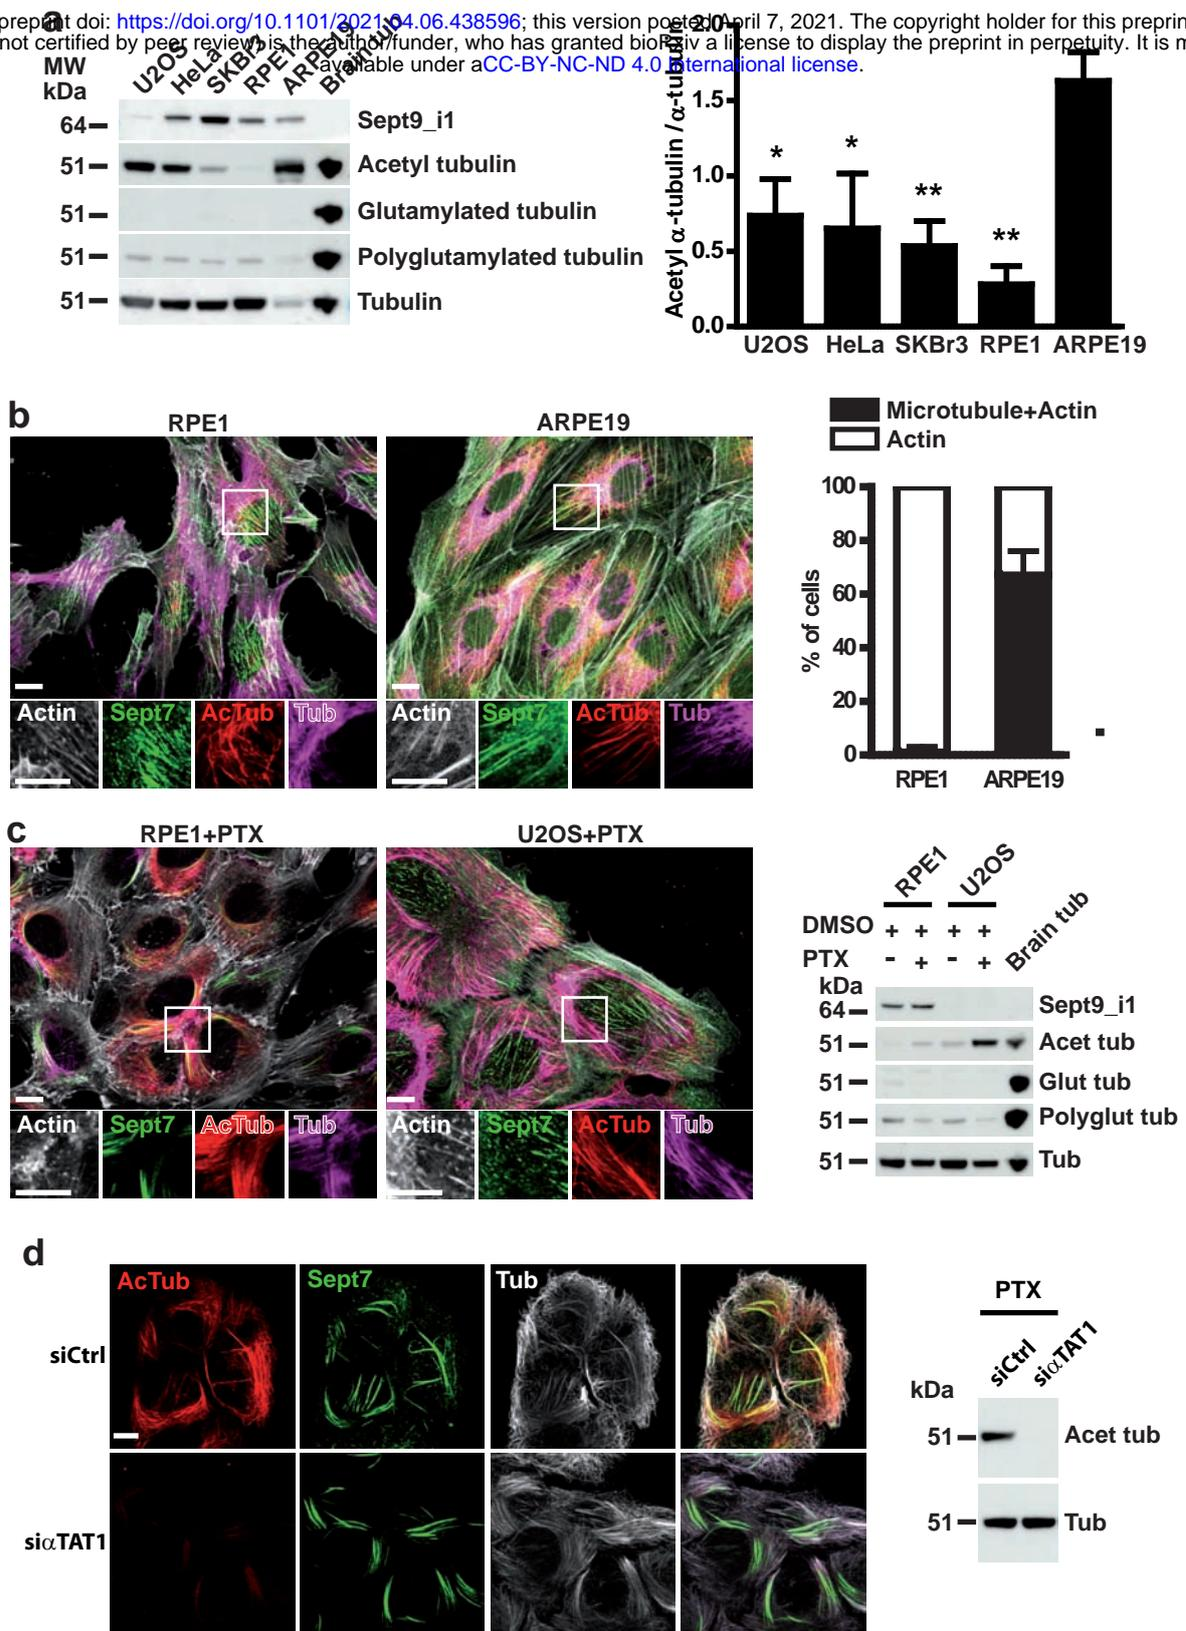 preprint doi: https://doi.org/10.1101/2021.04.06.438596; this version posted April 7, 2021. The copyright holder for this preprin
not certified by peer review) is the author/funder, who has granted bioRxiv a license to display the preprint in perpetuity. It is m
available under aCC-BY-NC-ND 4.0 International license.
a
MW
kDa
U2OS
HeLa
SKBr3
RPE1
ARPE19
Brain tub
64
Sept9_i1
51
Acetyl tubulin
51
Glutamylated tubulin
51
Polyglutamylated tubulin
51
Tubulin
Acetyl α-tubulin /α-tubulin
2.0
1.5
1.0
0.5
0.0
*
*
**
**
U2OS HeLa SKBr3 RPE1 ARPE19
b
RPE1
ARPE19
Actin Sept7 AcTub Tub
Actin Sept7 AcTub Tub
Microtubule+Actin
Actin
% of cells
100
80
60
40
20
0
RPE1 ARPE19
c
RPE1+PTX
U2OS+PTX
Actin Sept7 AcTub Tub
Actin Sept7 AcTub Tub
RPE1
U2OS
Brain tub
DMSO + + + +
PTX - + - +
kDa
64
Sept9_i1
51
Acet tub
51
Glut tub
51
Polyglut tub
51
Tub
d
AcTub Sept7 Tub
siCtrl
siαTAT1
PTX
siCtrl
siαTAT1
kDa
51
Acet tub
51
Tub